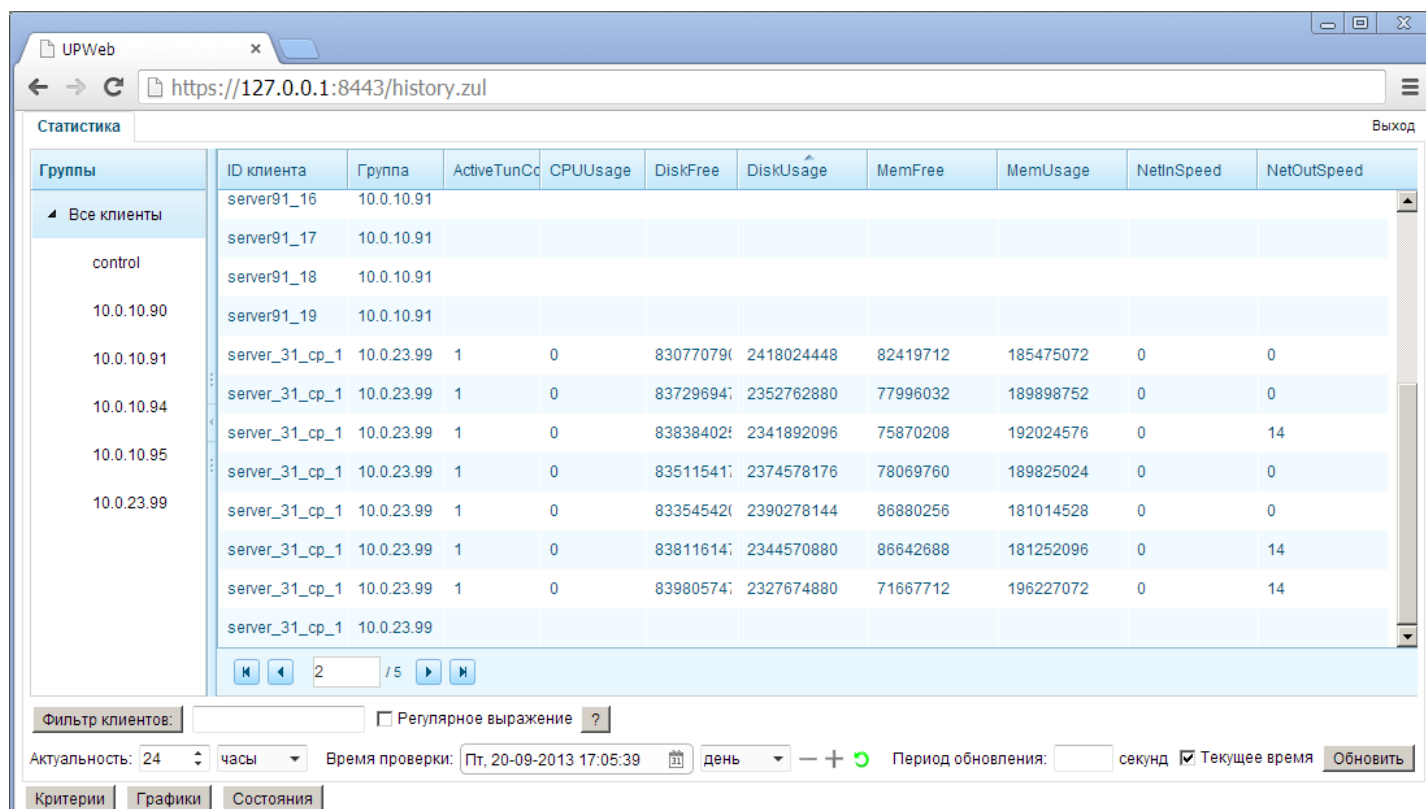 UPWeb
https://127.0.0.1:8443/history.zul
Статистика Выход
Группы
Все клиенты
control
10.0.10.90
10.0.10.91
10.0.10.94
10.0.10.95
10.0.23.99
ID клиента Группа ActiveTunCo CPUUsage DiskFree DiskUsage MemFree MemUsage NetInSpeed NetOutSpeed
server91_16 10.0.10.91
server91_17 10.0.10.91
server91_18 10.0.10.91
server91_19 10.0.10.91
server_31_cp_1 10.0.23.99 1 0 830770790 2418024448 82419712 185475072 0 0
server_31_cp_1 10.0.23.99 1 0 837296947 2352762880 77996032 189898752 0 0
server_31_cp_1 10.0.23.99 1 0 838384025 2341892096 75870208 192024576 0 14
server_31_cp_1 10.0.23.99 1 0 835115417 2374578176 78069760 189825024 0 0
server_31_cp_1 10.0.23.99 1 0 833545420 2390278144 86880256 181014528 0 0
server_31_cp_1 10.0.23.99 1 0 838116147 2344570880 86642688 181252096 0 14
server_31_cp_1 10.0.23.99 1 0 839805747 2327674880 71667712 196227072 0 14
server_31_cp_1 10.0.23.99
2 / 5
Фильтр клиентов: Регулярное выражение ?
Актуальность: 24 часы Время проверки: Пт, 20-09-2013 17:05:39 31 день Период обновления: секунд Текущее время Обновить
Критерии Графики Состояния